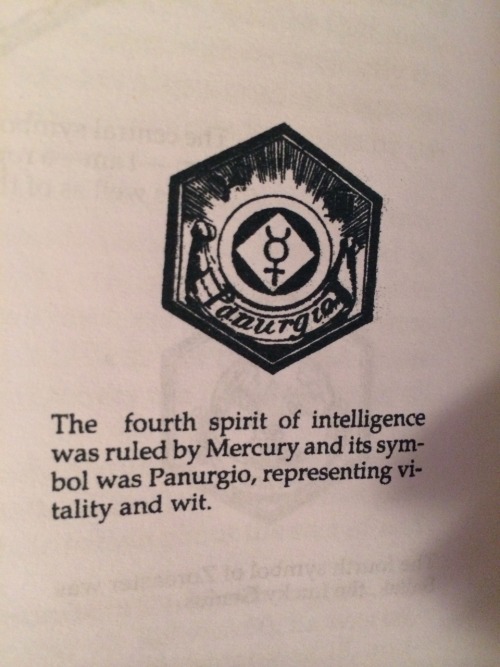 Panurgio
The fourth spirit of intelligence
was ruled by Mercury and its sym-
bol was Panurgio, representing vi-
tality and wit.